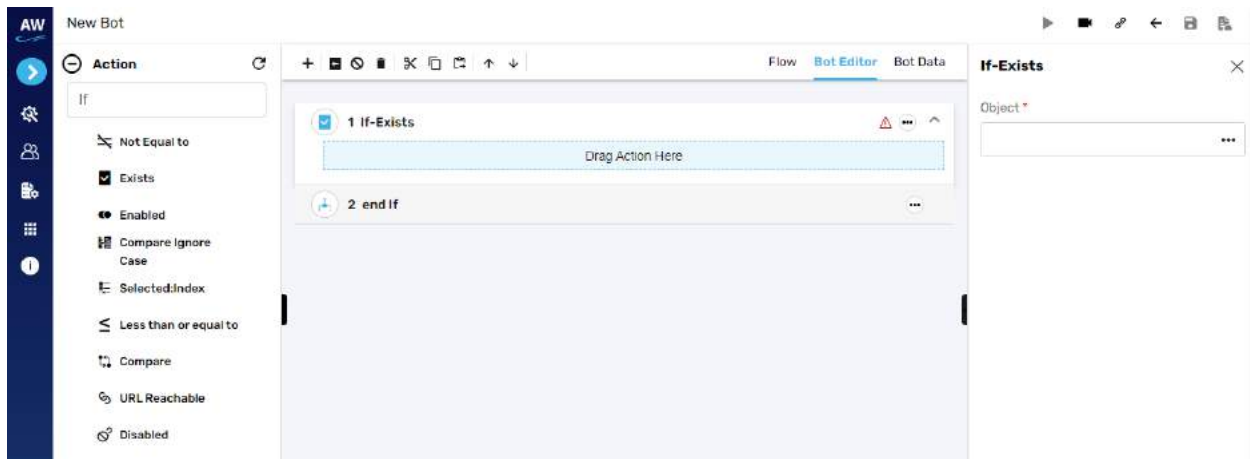 AW
New Bot
Action
If
Not Equal to
Exists
Enabled
Compare Ignore
Case
Selected:Index
Less than or equal to
Compare
URL Reachable
Disabled
Flow Bot Editor Bot Data
1 If-Exists
Drag Action Here
2 end If
If-Exists
Object *